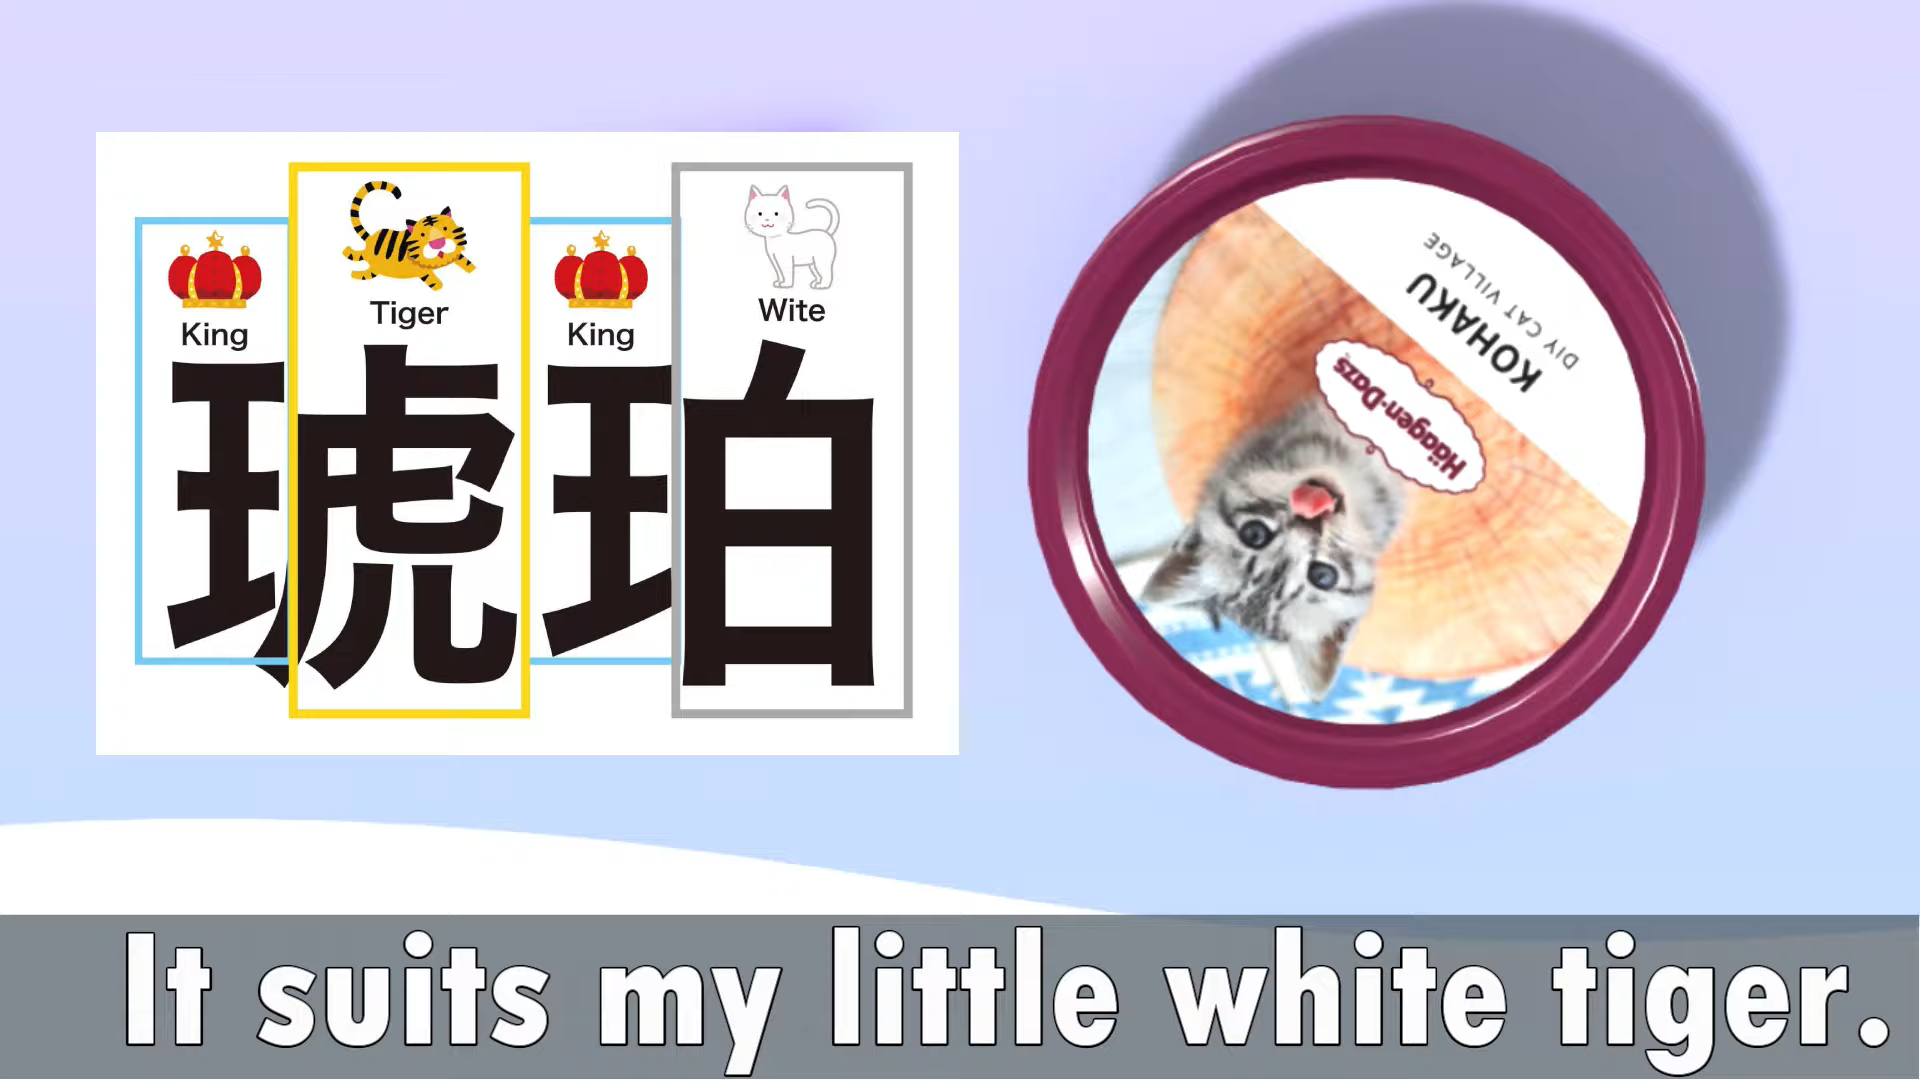 King
Tiger
King
Wite
琥珀
DIY CAT VILLAGE
KOHAKU
Häagen-Dazs
It suits my little white tiger.